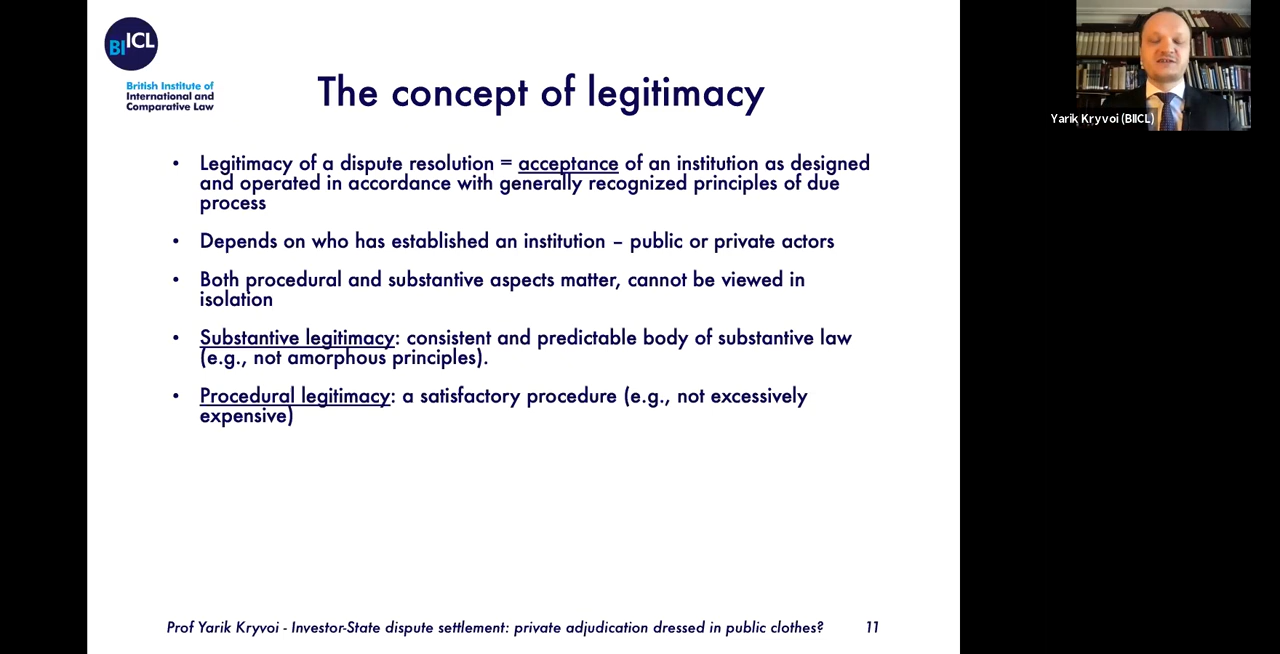 BIICL
British Institute of
International and
Comparative Law
The concept of legitimacy
• Legitimacy of a dispute resolution = acceptance of an institution as designed
and operated in accordance with generally recognized principles of due
process
• Depends on who has established an institution – public or private actors
• Both procedural and substantive aspects matter, cannot be viewed in
isolation
• Substantive legitimacy: consistent and predictable body of substantive law
(e.g., not amorphous principles).
• Procedural legitimacy: a satisfactory procedure (e.g., not excessively
expensive)
Prof Yarik Kryvoi - Investor-State dispute settlement: private adjudication dressed in public clothes? 11
Yarik Kryvoi (BIICL)